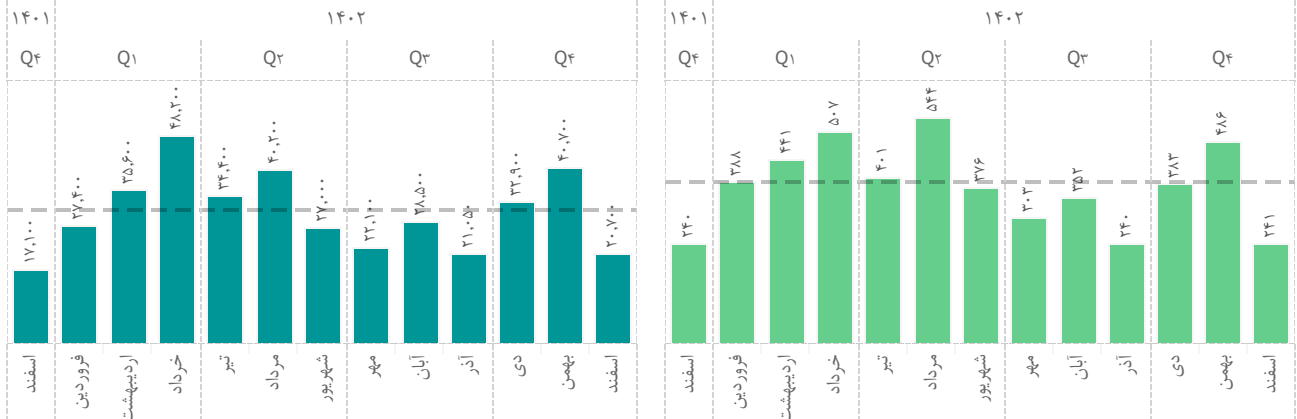 ۱۴۰۱
۱۴۰۲
Q۴
Q۱
Q۲
Q۳
Q۴
۱۷,۱۰۰
۲۷,۴۰۰
۳۵,۶۰۰
۴۸,۲۰۰
۳۴,۴۰۰
۴۰,۲۰۰
۲۷,۰۰۰
۲۲,۱۰۰
۲۸,۵۰۰
۲۱,۰۵۰
۳۲,۹۰۰
۴۰,۷۰۰
۲۰,۷۰۰
اسفند
فروردین
اردیبهشت
خرداد
تیر
مرداد
شهریور
مهر
آبان
آذر
دی
بهمن
اسفند
۱۴۰۱
۱۴۰۲
Q۴
Q۱
Q۲
Q۳
Q۴
۲۴۰
۳۸۸
۴۴۱
۵۰۷
۴۰۱
۵۴۴
۳۷۶
۳۰۳
۳۵۲
۲۴۰
۳۸۳
۴۸۶
۲۴۱
اسفند
فروردین
اردیبهشت
خرداد
تیر
مرداد
شهریور
مهر
آبان
آذر
دی
بهمن
اسفند